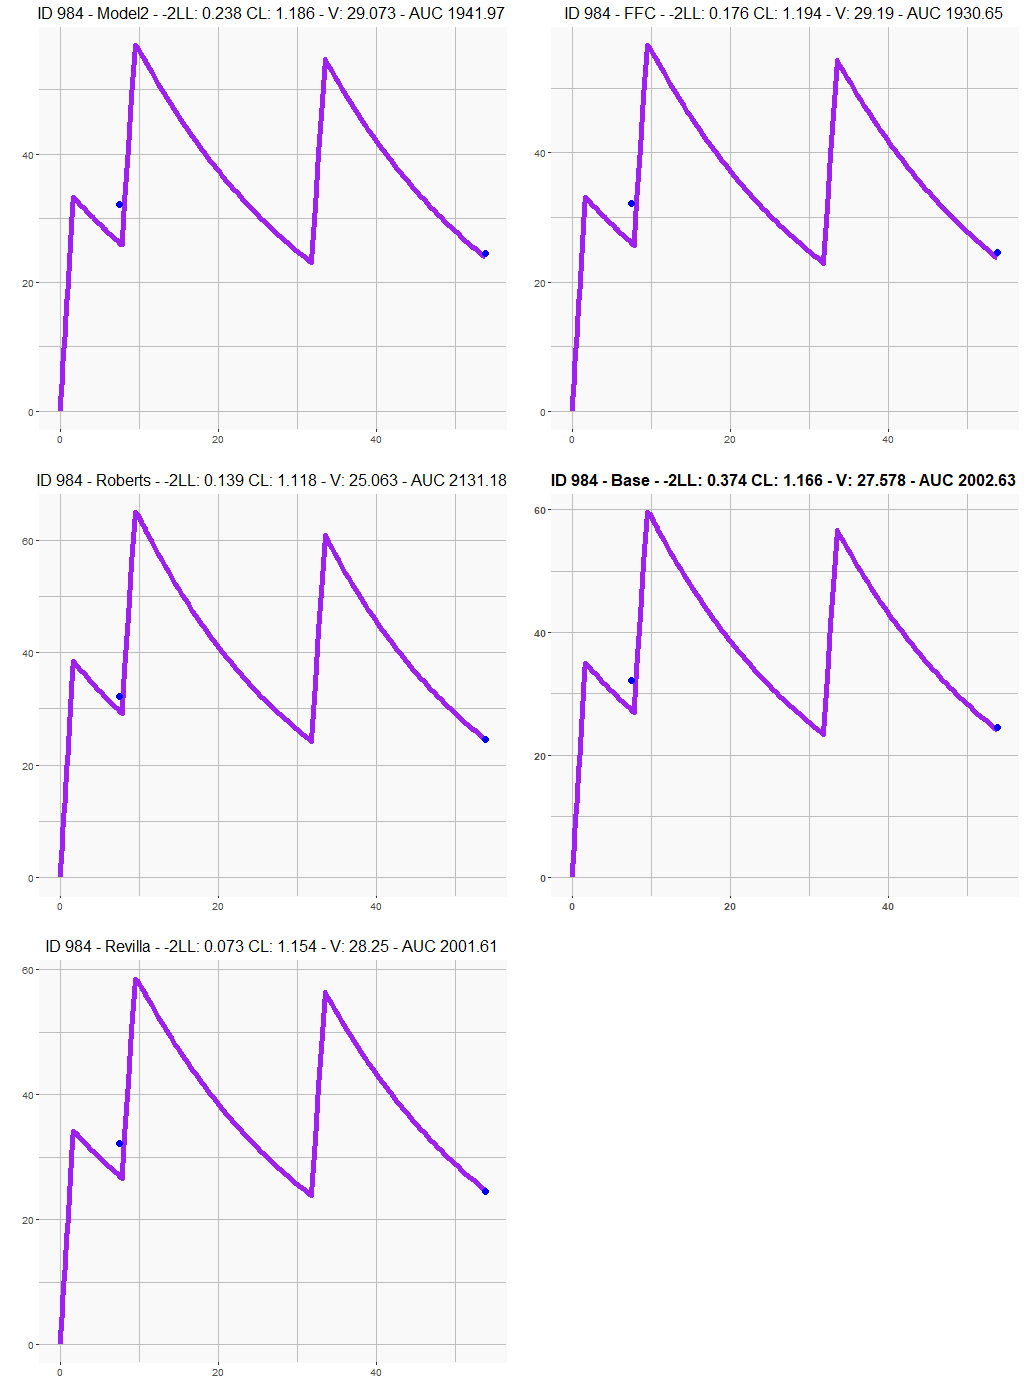 ID 984 - Model2 - -2LL: 0.238 CL: 1.186 - V: 29.073 - AUC 1941.97
40
20
0
0 20 40
ID 984 - FFC - -2LL: 0.176 CL: 1.194 - V: 29.19 - AUC 1930.65
40
20
0
0 20 40
ID 984 - Roberts - -2LL: 0.139 CL: 1.118 - V: 25.063 - AUC 2131.18
60
40
20
0
0 20 40
ID 984 - Base - -2LL: 0.374 CL: 1.166 - V: 27.578 - AUC 2002.63
60
40
20
0
0 20 40
ID 984 - Revilla - -2LL: 0.073 CL: 1.154 - V: 28.25 - AUC 2001.61
60
40
20
0
0 20 40